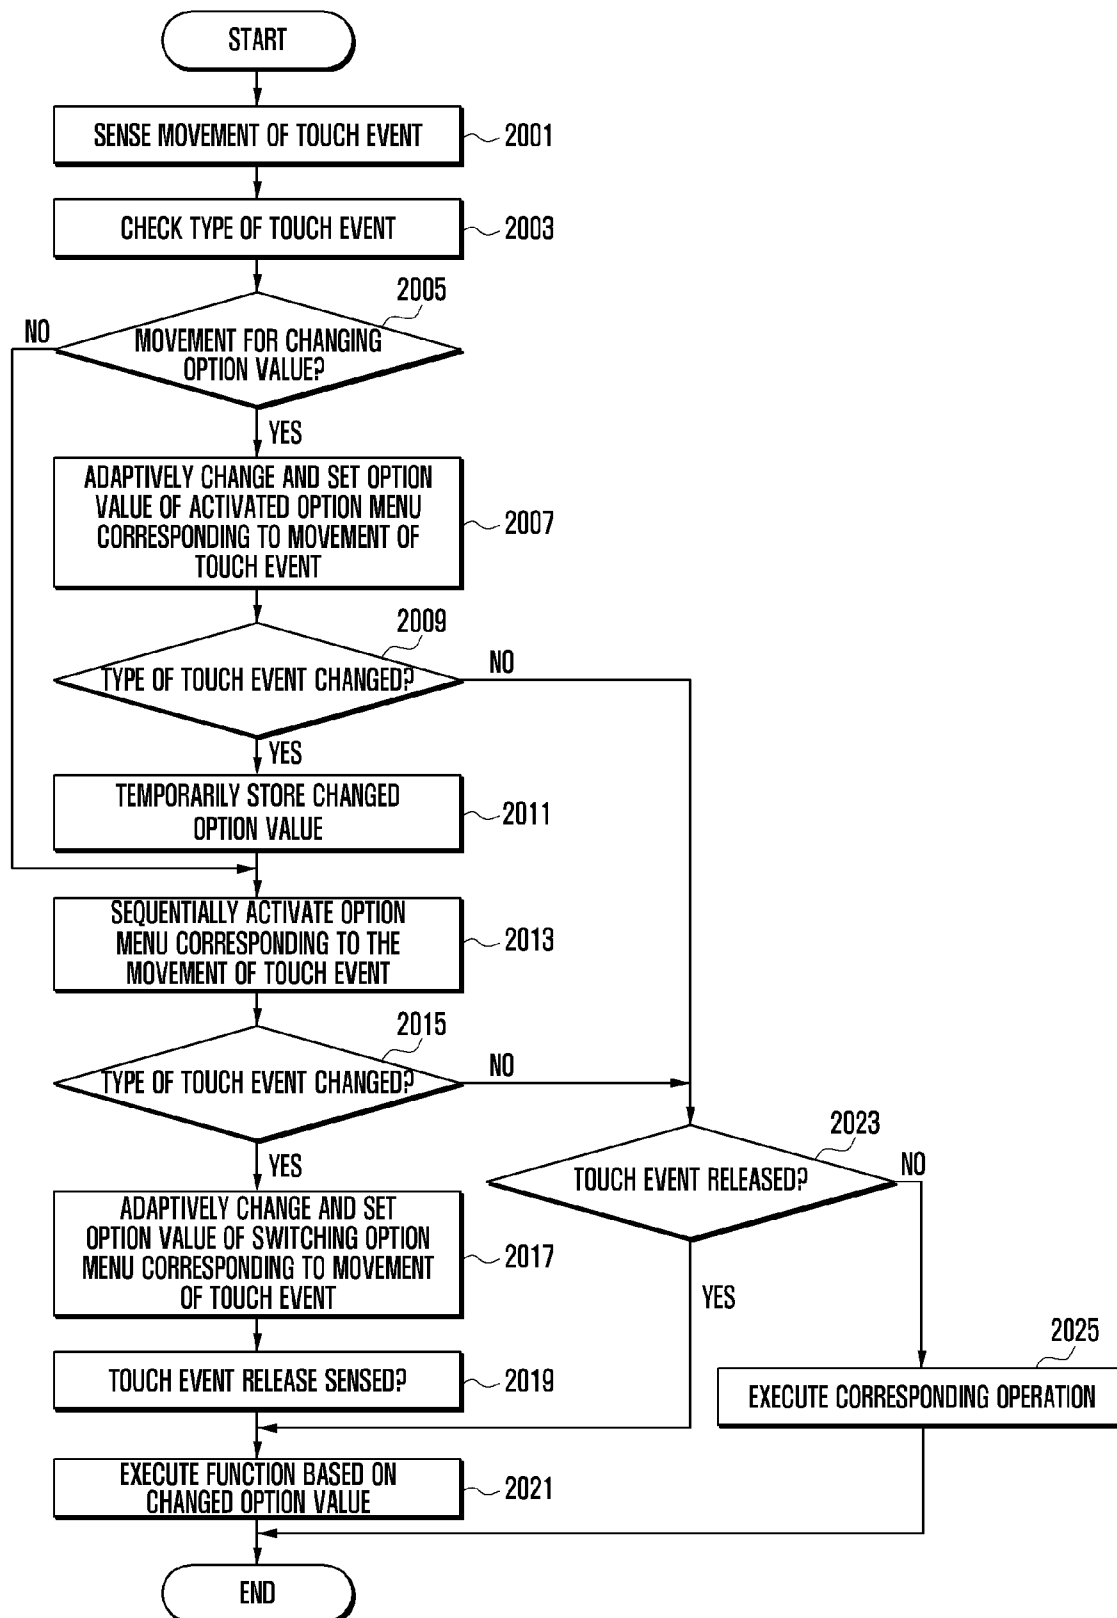 START
SENSE MOVEMENT OF TOUCH EVENT
2001
CHECK TYPE OF TOUCH EVENT
2003
2005
NO
MOVEMENT FOR CHANGING
OPTION VALUE?
YES
ADAPTIVELY CHANGE AND SET OPTION
VALUE OF ACTIVATED OPTION MENU
CORRESPONDING TO MOVEMENT OF
TOUCH EVENT
2007
2009
TYPE OF TOUCH EVENT CHANGED?
NO
YES
TEMPORARILY STORE CHANGED
OPTION VALUE
2011
SEQUENTIALLY ACTIVATE OPTION
MENU CORRESPONDING TO THE
MOVEMENT OF TOUCH EVENT
2013
2015
TYPE OF TOUCH EVENT CHANGED?
NO
YES
2023
TOUCH EVENT RELEASED?
NO
YES
ADAPTIVELY CHANGE AND SET
OPTION VALUE OF SWITCHING OPTION
MENU CORRESPONDING TO MOVEMENT
OF TOUCH EVENT
2017
TOUCH EVENT RELEASE SENSED?
2019
2025
EXECUTE CORRESPONDING OPERATION
EXECUTE FUNCTION BASED ON
CHANGED OPTION VALUE
2021
END